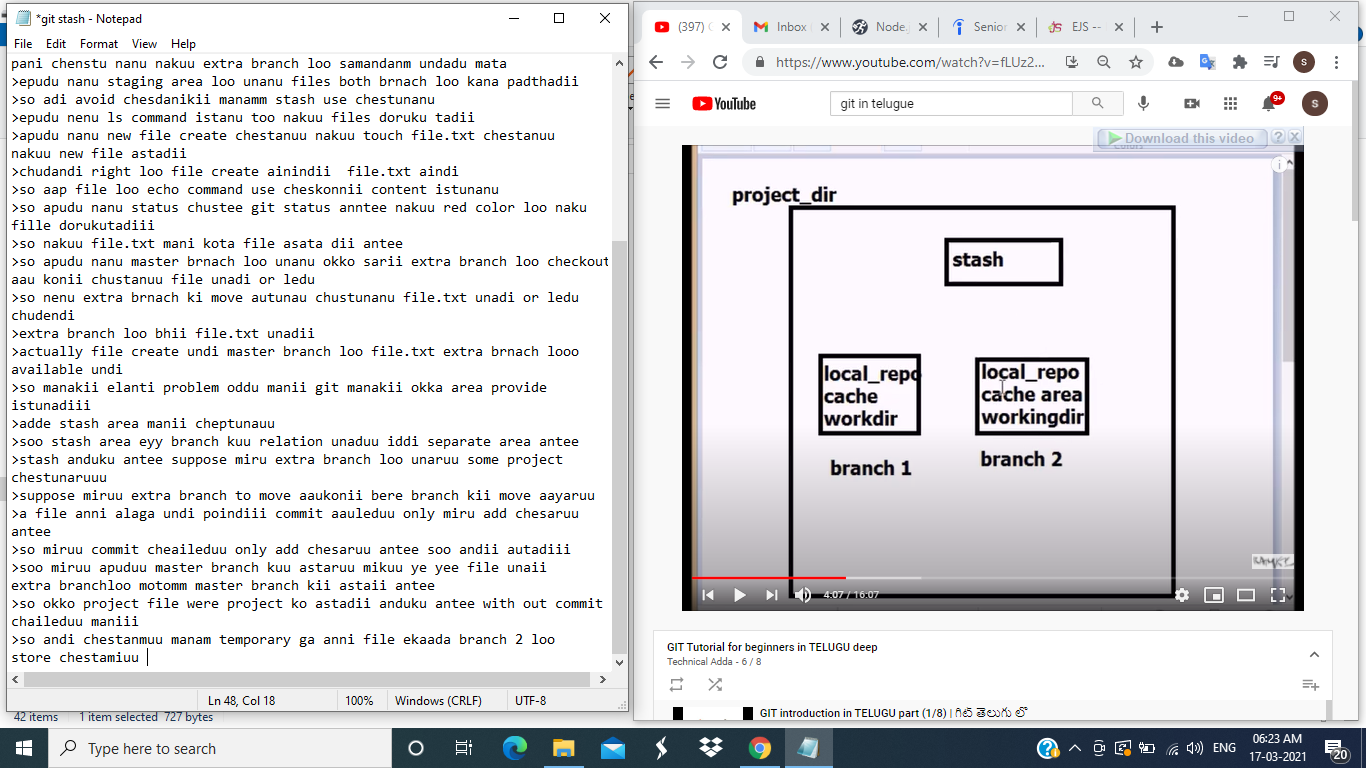 *git stash - Notepad
File Edit Format View Help
pani chenstu nanu nakuu extra branch loo samandanm undadu mata
>epudu nanu staging area loo unanu files both brnach loo kana padthadii
>so adi avoid chesdanikii manamm stash use chestunanu
>epudu nenu ls command istanu too nakuu files doruku tadii
>apudu nanu new file create chestanuu nakuu touch file.txt chestanuu
nakuu new file astadii
>chudandi right loo file create ainindii  file.txt aindi
>so aap file loo echo command use cheskonnii content istunanu
>so apudu nanu status chustee git status anntee nakuu red color loo naku
fille dorukutadiii
>so nakuu file.txt mani kota file asata dii antee
>so apudu nanu master brnach loo unanu okko sarii extra branch loo checkout
aau konii chustanuu file unadi or ledu
>so nenu extra brnach ki move autunau chustunanu file.txt unadi or ledu
chudendi
>extra branch loo bhii file.txt unadii
>actually file create undi master branch loo file.txt extra brnach looo
available undi
>so manakii elanti problem oddu manii git manakii okka area provide
istunadiii
>adde stash area manii cheptunauu
>soo stash area eyy branch kuu relation unaduu iddi separate area antee
>stash anduku antee suppose miru extra branch loo unaruu some project
chestunaruuu
>suppose miruu extra branch to move aaukonii bere branch kii move aayaruu
>a file anni alaga undi poindiii commit aauleduu only miru add chesaruu
antee
>so miruu commit cheaileduu only add chesaruu antee soo andii autadiii
>soo miruu apuduu master branch kuu astaruu mikuu ye yee file unaii
extra branchloo motomm master branch kii astaii antee
>so okko project file were project ko astadii anduku antee with out commit
chaileduu maniii
>so andi chestanmuu manam temporary ga anni file ekaada branch 2 loo
store chestamiuu
Ln 48, Col 18 100% Windows (CRLF) UTF-8
42 items 1 item selected 727 bytes
(397) Inbox Node. Senior EJS --
https://www.youtube.com/watch?v=fLUz2...
S
YouTube
git in telugue
9+
S
Download this video ?
project_dir
stash
local_repo
cache
workdir
branch 1
local_repo
cache area
workingdir
branch 2
4:07 / 16:07
GIT Tutorial for beginners in TELUGU deep
Technical Adda - 6 / 8
GIT introduction in TELUGU part (1/8) | గిట్ తెలుగు లో
Type here to search
ENG
06:23 AM
17-03-2021
20